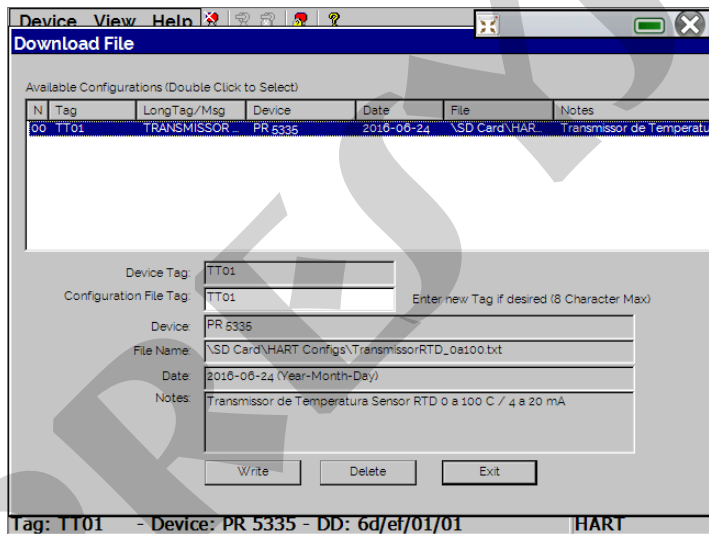 Device View Help
Download File
Available Configurations (Double Click to Select)
N Tag LongTag/Msg Device Date File Notes
00 TT01 TRANSMISSOR ... PR 5335 2016-06-24 \SD Card\HAR... Transmissor de Temperatu
Device Tag: TT01
Configuration File Tag: TT01 Enter new Tag if desired (8 Character Max)
Device: PR 5335
File Name: \SD Card\HART Configs\TransmissorRTD_0a100.txt
Date: 2016-06-24 (Year-Month-Day)
Notes: Transmissor de Temperatura Sensor RTD 0 a 100 C / 4 a 20 mA
Write Delete Exit
Tag: TT01 - Device: PR 5335 - DD: 6d/ef/01/01 HART
PRESYS